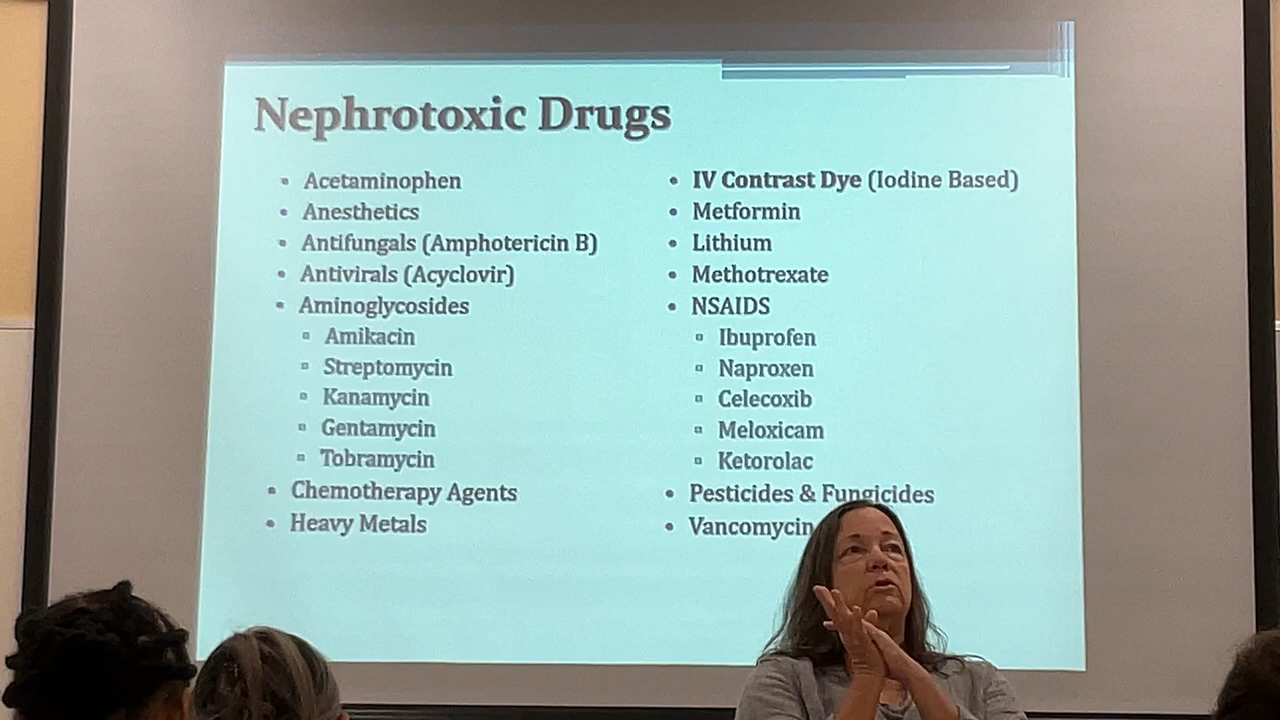 Nephrotoxic Drugs
Acetaminophen
Anesthetics
Antifungals (Amphotericin B)
Antivirals (Acyclovir)
Aminoglycosides
Amikacin
Streptomycin
Kanamycin
Gentamycin
Tobramycin
Chemotherapy Agents
Heavy Metals
IV Contrast Dye (Iodine Based)
Metformin
Lithium
Methotrexate
NSAIDS
Ibuprofen
Naproxen
Celecoxib
Meloxicam
Ketorolac
Pesticides & Fungicides
Vancomycin